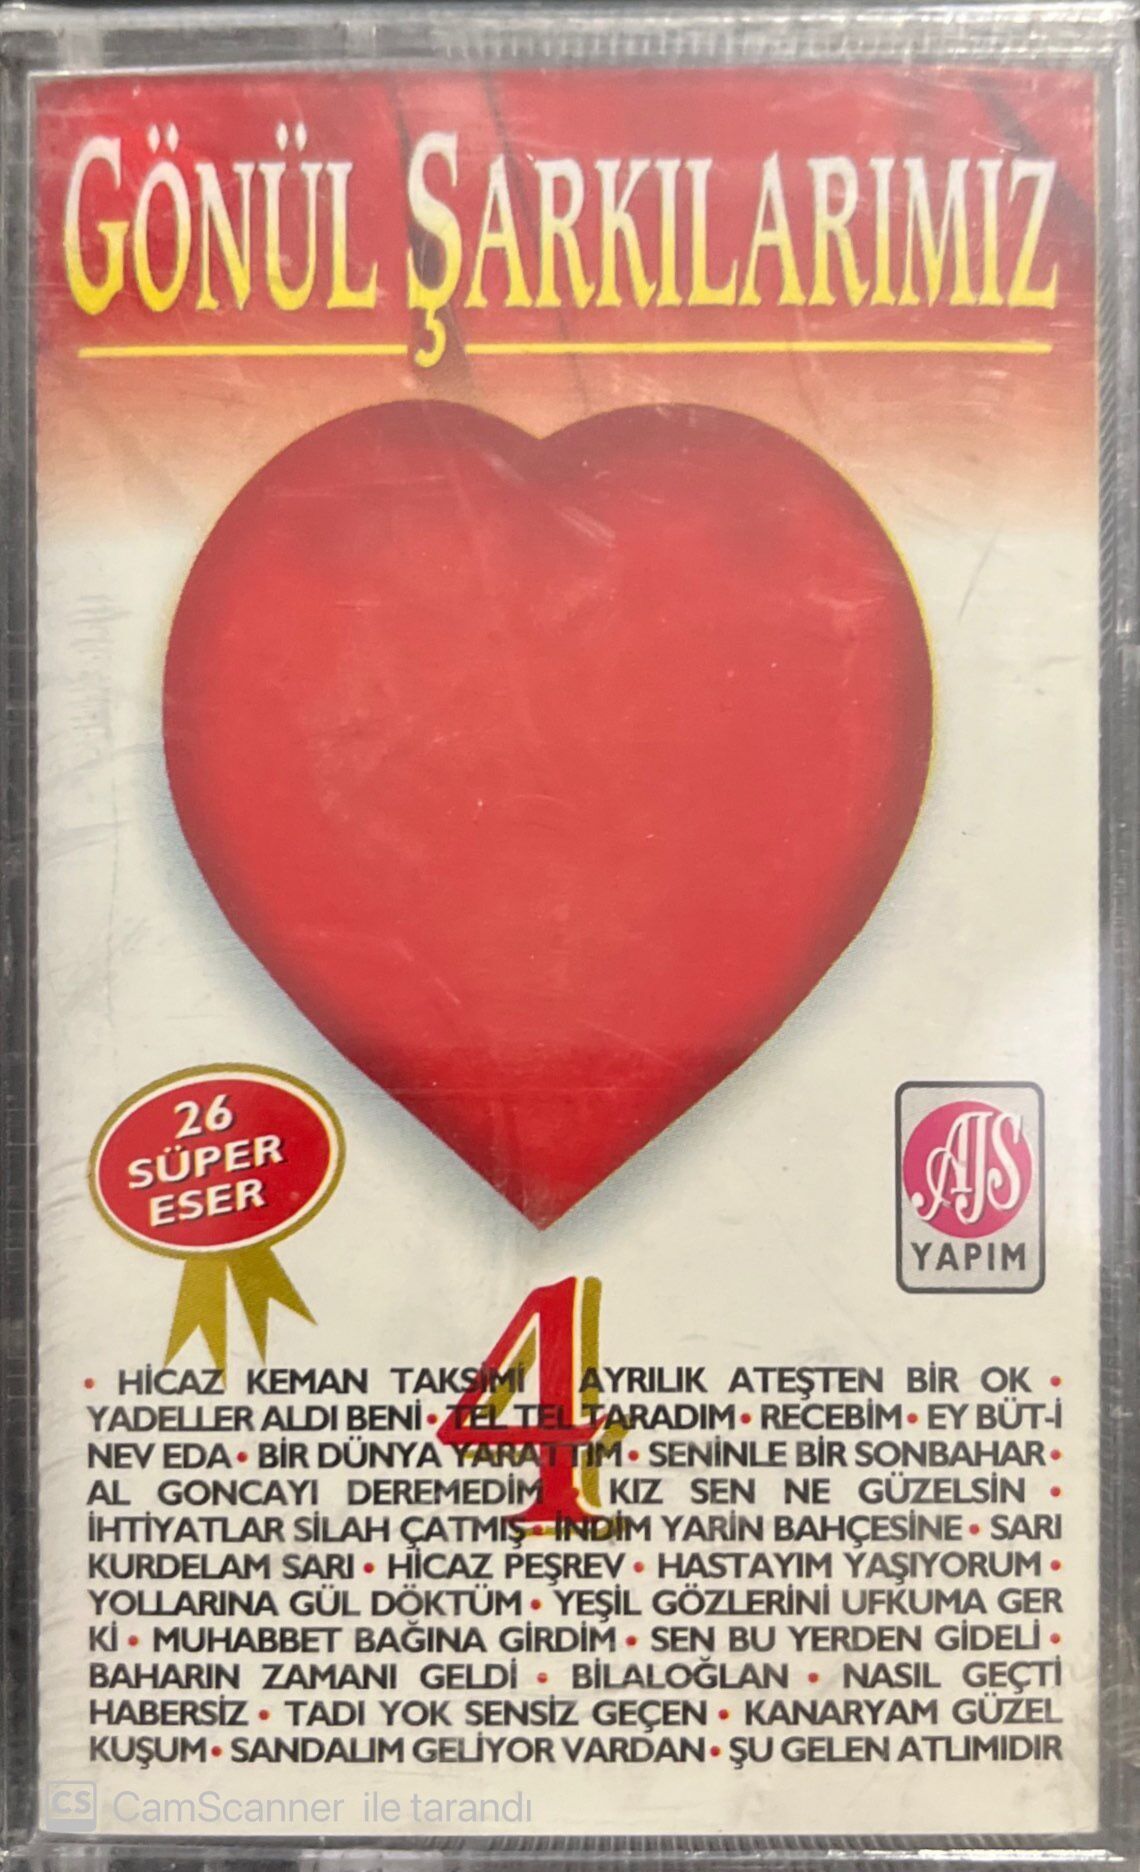 GÖNÜL ŞARKILARIMIZ
26
SÜPER
ESER
AJS
YAPIM
4
• HİCAZ KEMAN TAKSİMİ AYRILIK ATEŞTEN BİR OK •
YADELLER ALDI BENİ • TEL TEL TARADIM • RECEBİM • EY BÜT-İ
NEV EDA • BİR DÜNYA YARATTIM • SENİNLE BİR SONBAHAR •
AL GONCAYI DEREMEDİM • KIZ SEN NE GÜZELSİN •
İHTİYATLAR SİLAH ÇATMIŞ • İNDİM YARİN BAHÇESİNE • SARI
KURDELAM SARI • HİCAZ PEŞREV • HASTAYIM YAŞIYORUM •
YOLLARINA GÜL DÖKTÜM • YEŞİL GÖZLERİNİ UFKUMA GER
Kİ • MUHABBET BAĞINA GİRDİM • SEN BU YERDEN GİDELİ •
BAHARIN ZAMANI GELDİ • BİLALOĞLAN • NASIL GEÇTİ
HABERSİZ • TADI YOK SENSİZ GEÇEN • KANARYAM GÜZEL
KUŞUM • SANDALIM GELİYOR VARDAN • ŞU GELEN ATLIMIDIR
CS CamScanner ile tarandı